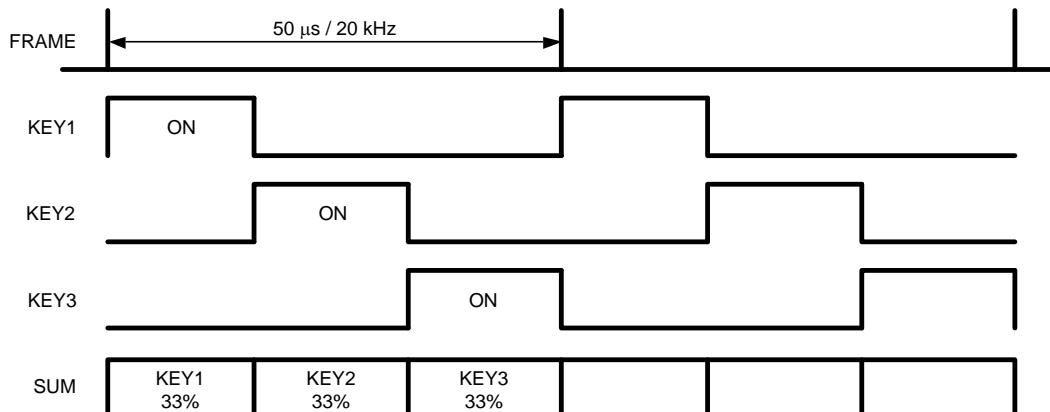 50 μs / 20 kHz
FRAME
KEY1
ON
KEY2
ON
KEY3
ON
SUM
KEY1
33%
KEY2
33%
KEY3
33%